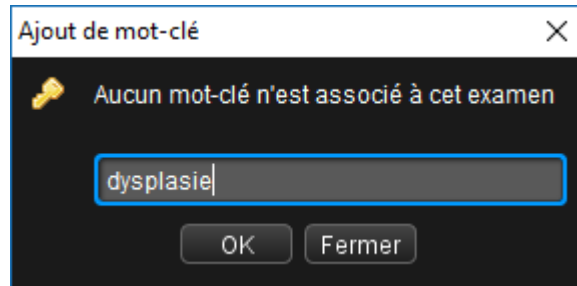 Ajout de mot-clé
Aucun mot-clé n'est associé à cet examen
dysplasie
OK Fermer